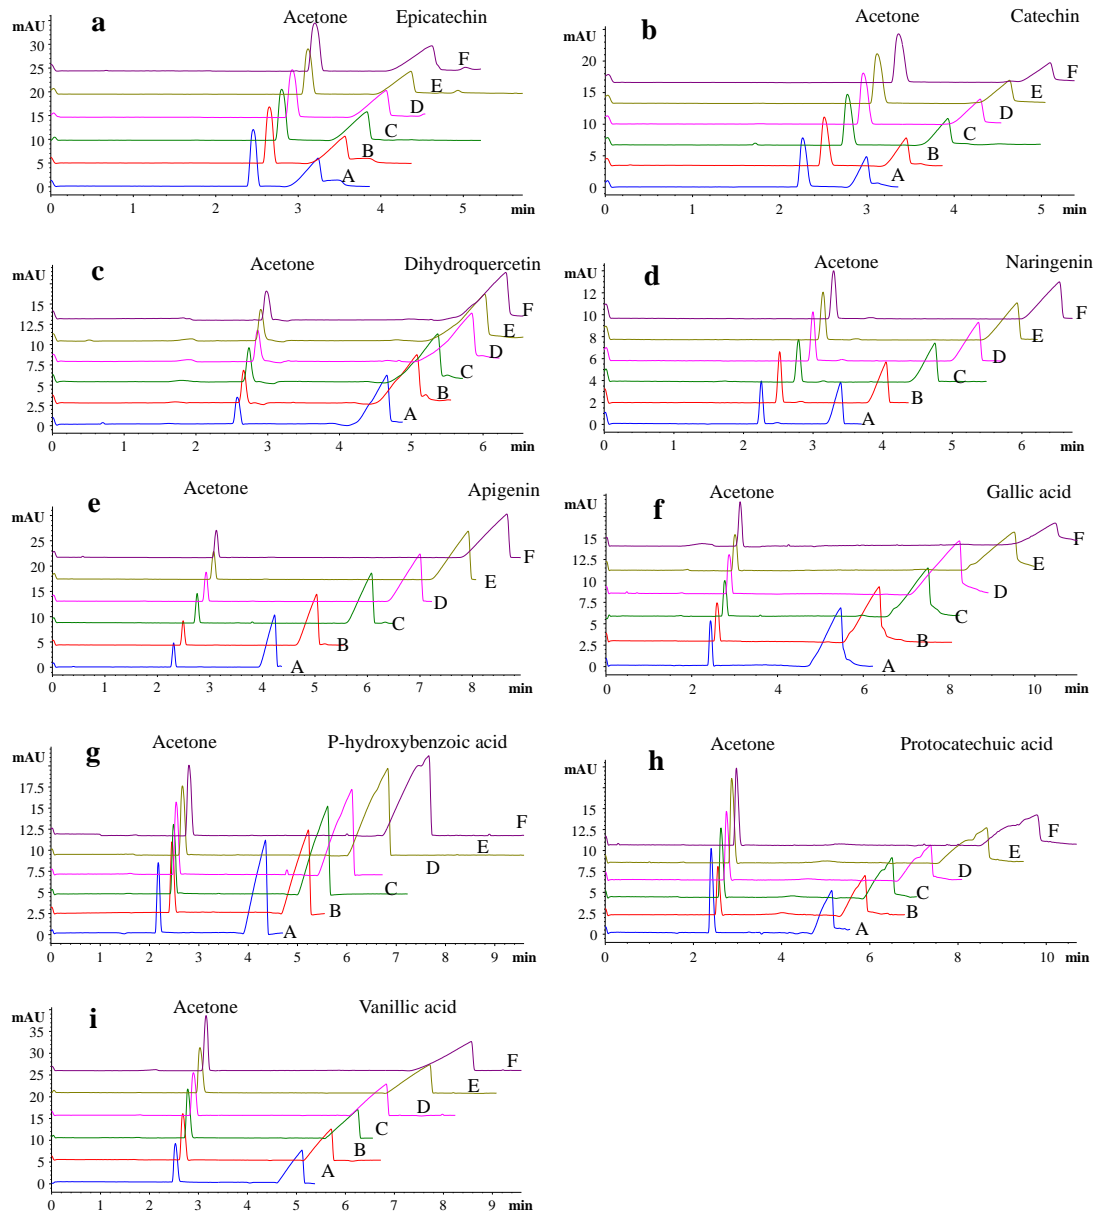 a
Acetone
Epicatechin
mAU
30
25
20
15
10
5
0
F
E
D
C
B
A
0
1
2
3
4
5
min
b
Acetone
Catechin
mAU
20
15
10
5
0
F
E
D
C
B
A
0
1
2
3
4
5
min
c
Acetone
Dihydroquercetin
mAU
15
12.5
10
7.5
5
2.5
0
F
E
D
C
B
A
0
1
2
3
4
5
6
min
d
Acetone
Naringenin
mAU
12
10
8
6
4
2
0
F
E
D
C
B
A
0
1
2
3
4
5
6
min
e
Acetone
Apigenin
mAU
25
20
15
10
5
0
F
E
D
C
B
A
0
1
2
3
4
5
6
7
8
min
f
Acetone
Gallic acid
mAU
15
12.5
10
7.5
5
2.5
0
F
E
D
C
B
A
0
2
4
6
8
10
min
g
Acetone
P-hydroxybenzoic acid
mAU
17.5
15
12.5
10
7.5
5
2.5
0
F
E
D
C
B
A
0
1
2
3
4
5
6
7
8
9
min
h
Acetone
Protocatechuic acid
mAU
15
12.5
10
7.5
5
2.5
0
F
E
D
C
B
A
0
2
4
6
8
10
min
i
Acetone
Vanillic acid
mAU
35
30
25
20
15
10
5
0
F
E
D
C
B
A
0
1
2
3
4
5
6
7
8
9
min